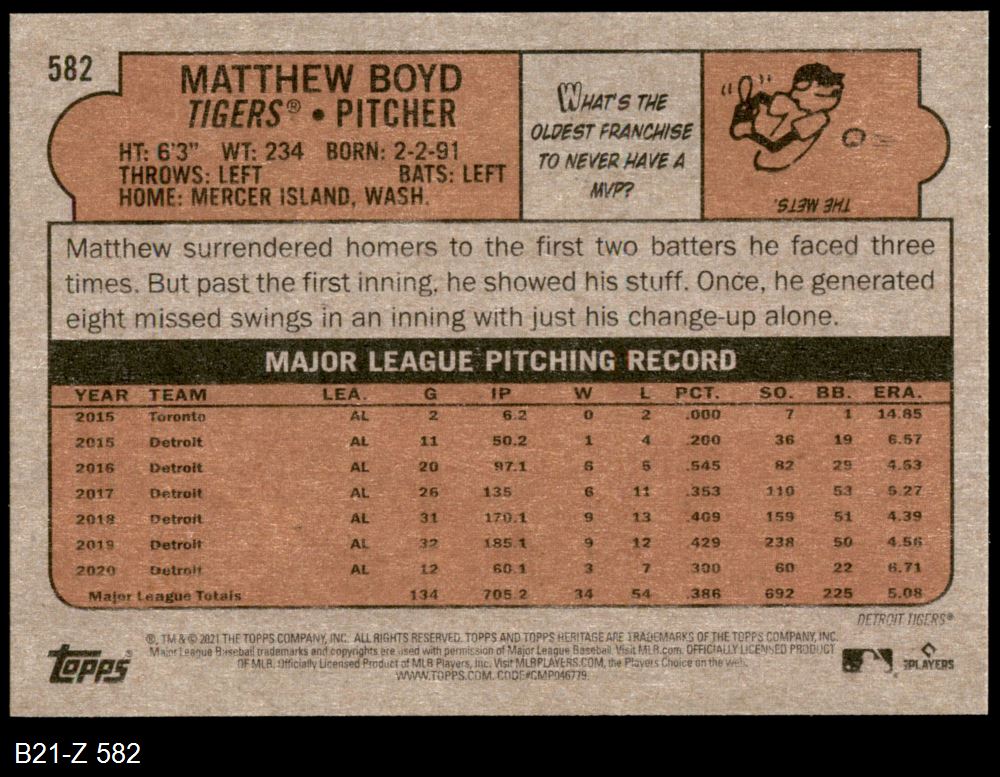 582
MATTHEW BOYD
TIGERS® • PITCHER
HT: 6'3" WT: 234 BORN: 2-2-91
THROWS: LEFT BATS: LEFT
HOME: MERCER ISLAND, WASH.
WHAT'S THE
OLDEST FRANCHISE
TO NEVER HAVE A
MVP?
THE METS.
Matthew surrendered homers to the first two batters he faced three
times. But past the first inning, he showed his stuff. Once, he generated
eight missed swings in an inning with just his change-up alone.
MAJOR LEAGUE PITCHING RECORD
YEAR TEAM LEA. G IP W L PCT. SO. BB. ERA.
2015 Toronto AL 2 6.2 0 2 .000 7 1 14.85
2015 Detroit AL 11 50.2 1 4 .200 36 19 6.57
2016 Detroit AL 20 97.1 6 5 .545 82 29 4.53
2017 Detroit AL 26 135 6 11 .353 110 53 5.27
2018 Detroit AL 31 170.1 9 13 .409 159 51 4.39
2019 Detroit AL 32 185.1 9 12 .429 238 50 4.56
2020 Detroit AL 12 60.1 3 7 .300 60 22 6.71
Major League Totals 134 705.2 34 54 .386 692 225 5.08
DETROIT TIGERS®
®, TM & © 2021 THE TOPPS COMPANY, INC. ALL RIGHTS RESERVED. TOPPS AND TOPPS HERITAGE ARE TRADEMARKS OF THE TOPPS COMPANY, INC.
Major League Baseball trademarks and copyrights are used with permission of Major League Baseball. Visit MLB.com. OFFICIALLY LICENSED PRODUCT
OF MLB. Officially Licensed Product of MLB Players, Inc. Visit MLBPLAYERS.COM, the Players Choice on the web.
WWW.TOPPS.COM. CODE#CMP046779.
Topps®
PLAYERS
B21-Z 582